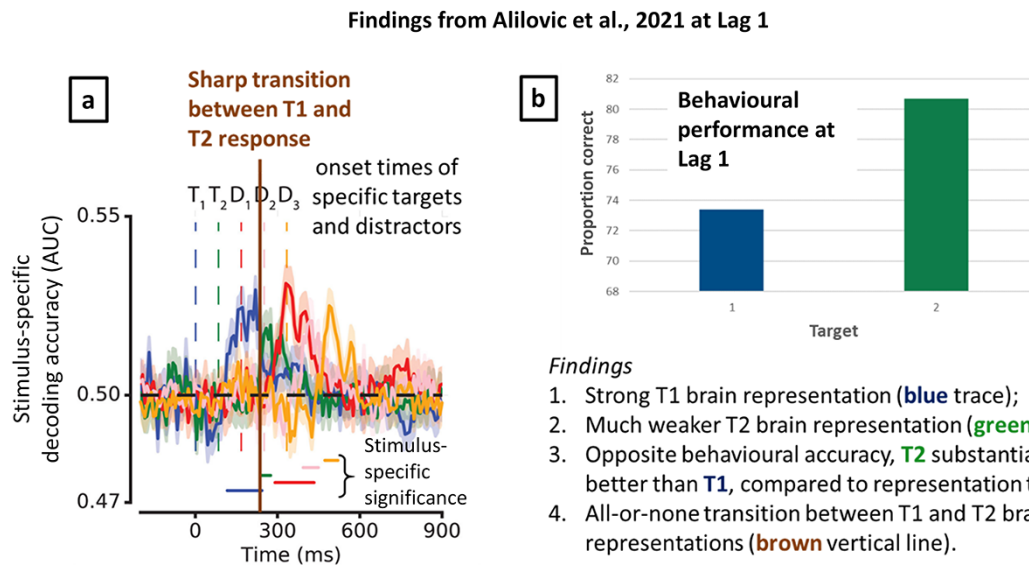 Findings from Alilovic et al., 2021 at Lag 1
a
Sharp transition
between T1 and
T2 response
onset times of
specific targets
and distractors
T1 T2 D1 D2 D3
0.55
0.50
0.47
Stimulus-specific
decoding accuracy (AUC)
Stimulus-
specific
significance
0 300 600 900
Time (ms)
b
Behavioural
performance at
Lag 1
82
80
78
76
74
72
70
68
Proportion correct
1 2
Target
Findings
1. Strong T1 brain representation (blue trace);
2. Much weaker T2 brain representation (green
3. Opposite behavioural accuracy, T2 substantia
better than T1, compared to representation t
4. All-or-none transition between T1 and T2 bra
representations (brown vertical line).